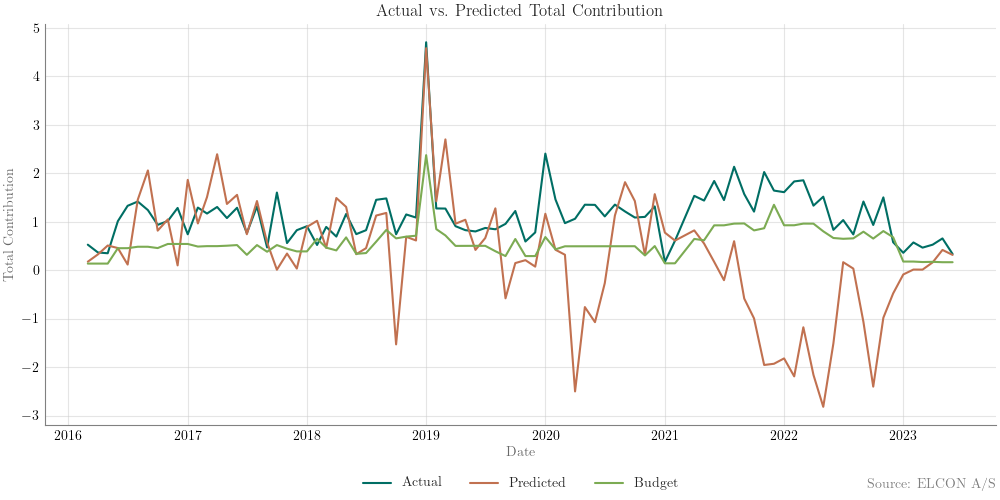 Actual vs. Predicted Total Contribution
Total Contribution
5
4
3
2
1
0
−1
−2
−3
2016 2017 2018 2019 2020 2021 2022 2023
Date
Actual Predicted Budget
Source: ELCON A/S